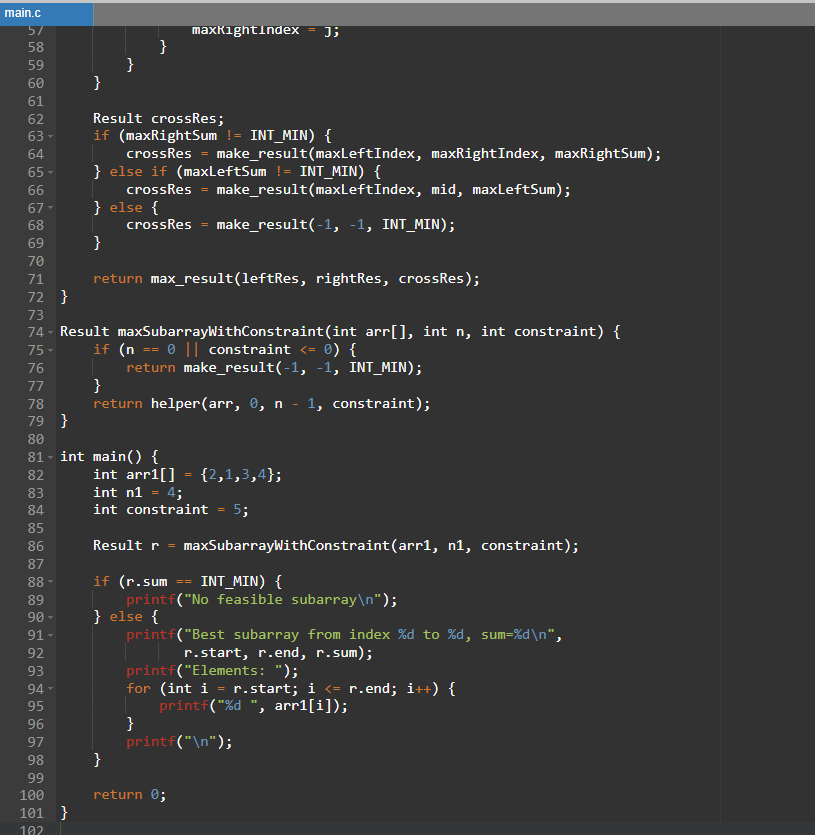 main.c
57 maxRightIndex = j;
58 }
59 }
60 }
61
62 Result crossRes;
63 if (maxRightSum != INT_MIN) {
64 crossRes = make_result(maxLeftIndex, maxRightIndex, maxRightSum);
65 } else if (maxLeftSum != INT_MIN) {
66 crossRes = make_result(maxLeftIndex, mid, maxLeftSum);
67 } else {
68 crossRes = make_result(-1, -1, INT_MIN);
69 }
70
71 return max_result(leftRes, rightRes, crossRes);
72 }
73
74 Result maxSubarrayWithConstraint(int arr[], int n, int constraint) {
75 if (n == 0 || constraint <= 0) {
76 return make_result(-1, -1, INT_MIN);
77 }
78 return helper(arr, 0, n - 1, constraint);
79 }
80
81 int main() {
82 int arr1[] = {2,1,3,4};
83 int n1 = 4;
84 int constraint = 5;
85
86 Result r = maxSubarrayWithConstraint(arr1, n1, constraint);
87
88 if (r.sum == INT_MIN) {
89 printf("No feasible subarray\n");
90 } else {
91 printf("Best subarray from index %d to %d, sum=%d\n",
92 r.start, r.end, r.sum);
93 printf("Elements: ");
94 for (int i = r.start; i <= r.end; i++) {
95 printf("%d ", arr1[i]);
96 }
97 printf("\n");
98 }
99
100 return 0;
101 }
102